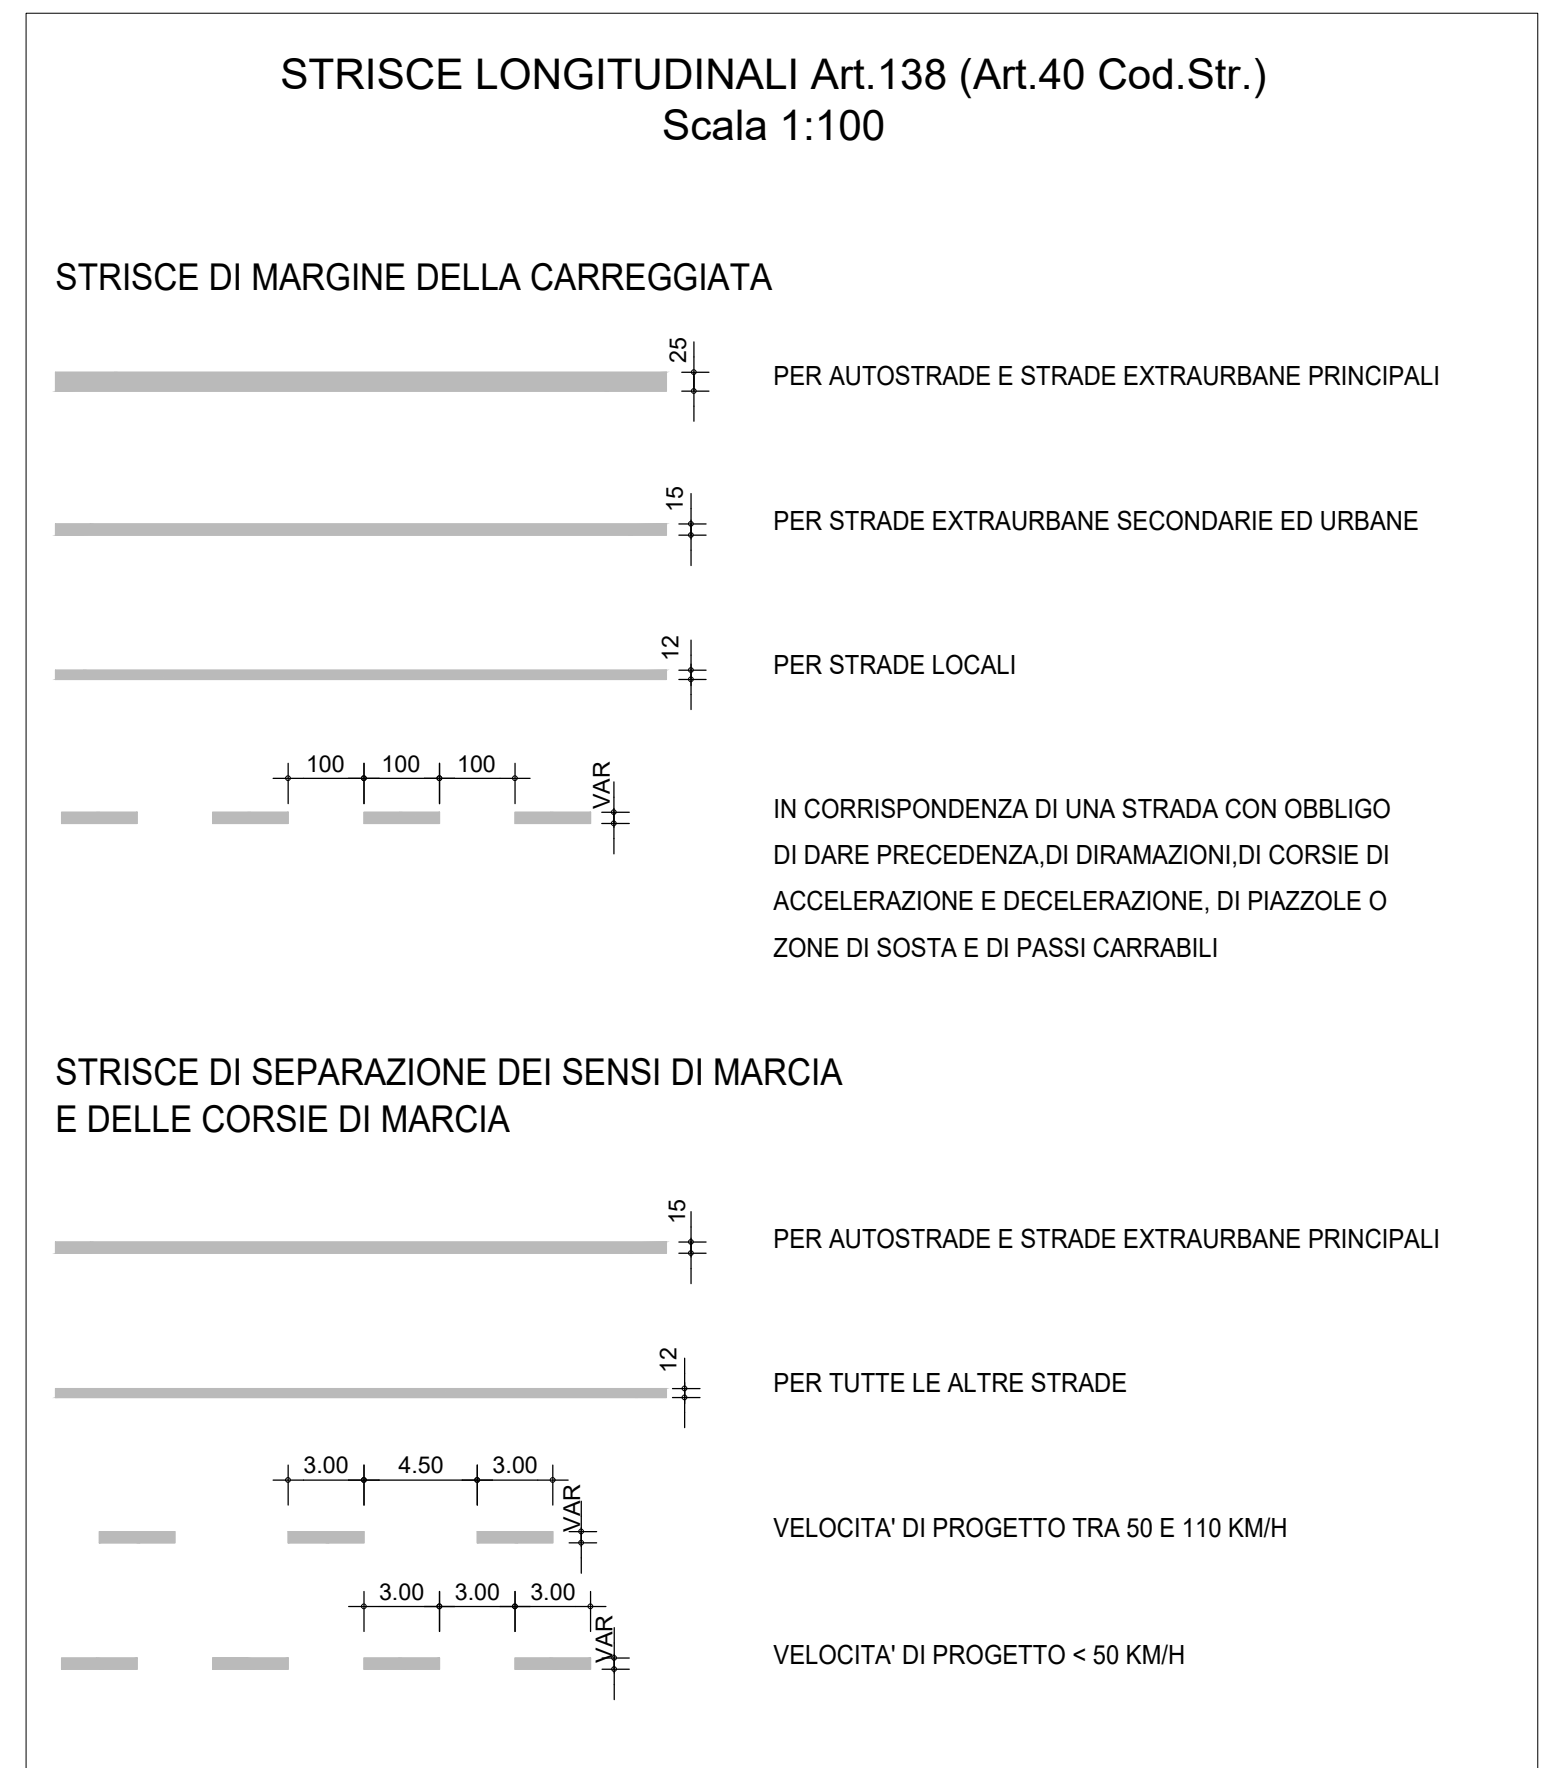 STRISCE LONGITUDINALI Art.138 (Art.40 Cod.Str.)
Scala 1:100
STRISCE DI MARGINE DELLA CARREGGIATA
25
PER AUTOSTRADE E STRADE EXTRAURBANE PRINCIPALI
15
PER STRADE EXTRAURBANE SECONDARIE ED URBANE
12
PER STRADE LOCALI
100 100 100
VAR
IN CORRISPONDENZA DI UNA STRADA CON OBBLIGO
DI DARE PRECEDENZA,DI DIRAMAZIONI,DI CORSIE DI
ACCELERAZIONE E DECELERAZIONE, DI PIAZZOLE O
ZONE DI SOSTA E DI PASSI CARRABILI
STRISCE DI SEPARAZIONE DEI SENSI DI MARCIA
E DELLE CORSIE DI MARCIA
15
PER AUTOSTRADE E STRADE EXTRAURBANE PRINCIPALI
12
PER TUTTE LE ALTRE STRADE
3.00 4.50 3.00
VAR
VELOCITA' DI PROGETTO TRA 50 E 110 KM/H
3.00 3.00 3.00
VAR
VELOCITA' DI PROGETTO < 50 KM/H